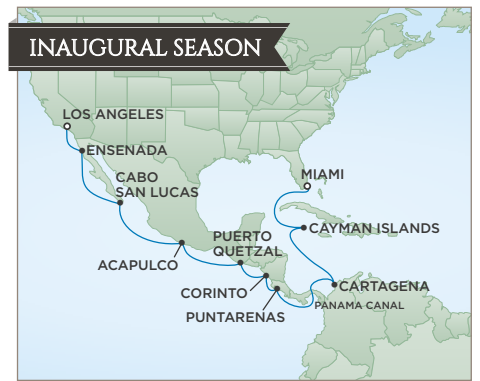 INAUGURAL SEASON
LOS ANGELES
ENSENADA
CABO
SAN LUCAS
MIAMI
CAYMAN ISLANDS
PUERTO
QUETZAL
ACAPULCO
CORINTO
CARTAGENA
PANAMA CANAL
PUNTARENAS